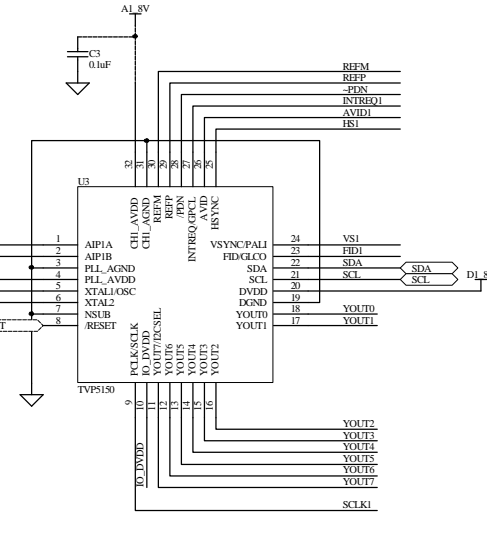 A1_8V
C3
0.1uF
REFM
REFP
~PDN
INTREQ1
AVID1
HS1
32
31
30
29
28
27
26
25
U3
CH1_AVDD
CH1_AGND
REFM
REFP
/PDN
INTREQ/GPCL
AVID
HSYNC
1 AIP1A VSYNC/PALI 24 VS1
2 AIP1B FID/GLCO 23 FID1
3 PLL_AGND SDA 22 SDA SDA
4 PLL_AVDD SCL 21 SCL SCL
5 XTAL1/OSC DVDD 20
6 XTAL2 DGND 19
7 NSUB YOUT0 18 YOUT0
8 /RESET YOUT1 17 YOUT1
PCLK/SCLK
IO_DVDD
YOUT7/I2CSEL
YOUT6
YOUT5
YOUT4
YOUT3
YOUT2
TVP5150
9
10
11
12
13
14
15
16
IO_DVDD
YOUT2
YOUT3
YOUT4
YOUT5
YOUT6
YOUT7
SCLK1